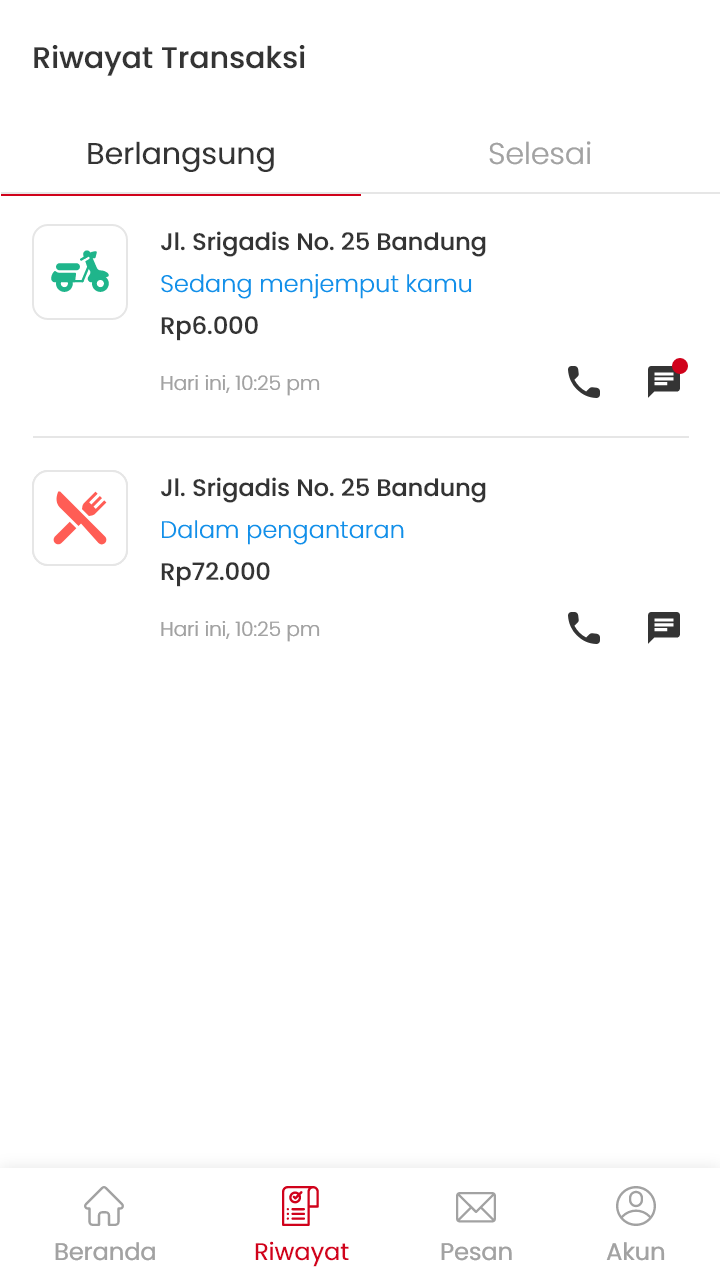 Riwayat Transaksi
Berlangsung
Selesai
Jl. Srigadis No. 25 Bandung
Sedang menjemput kamu
Rp6.000
Hari ini, 10:25 pm
Jl. Srigadis No. 25 Bandung
Dalam pengantaran
Rp72.000
Hari ini, 10:25 pm
Beranda
Riwayat
Pesan
Akun